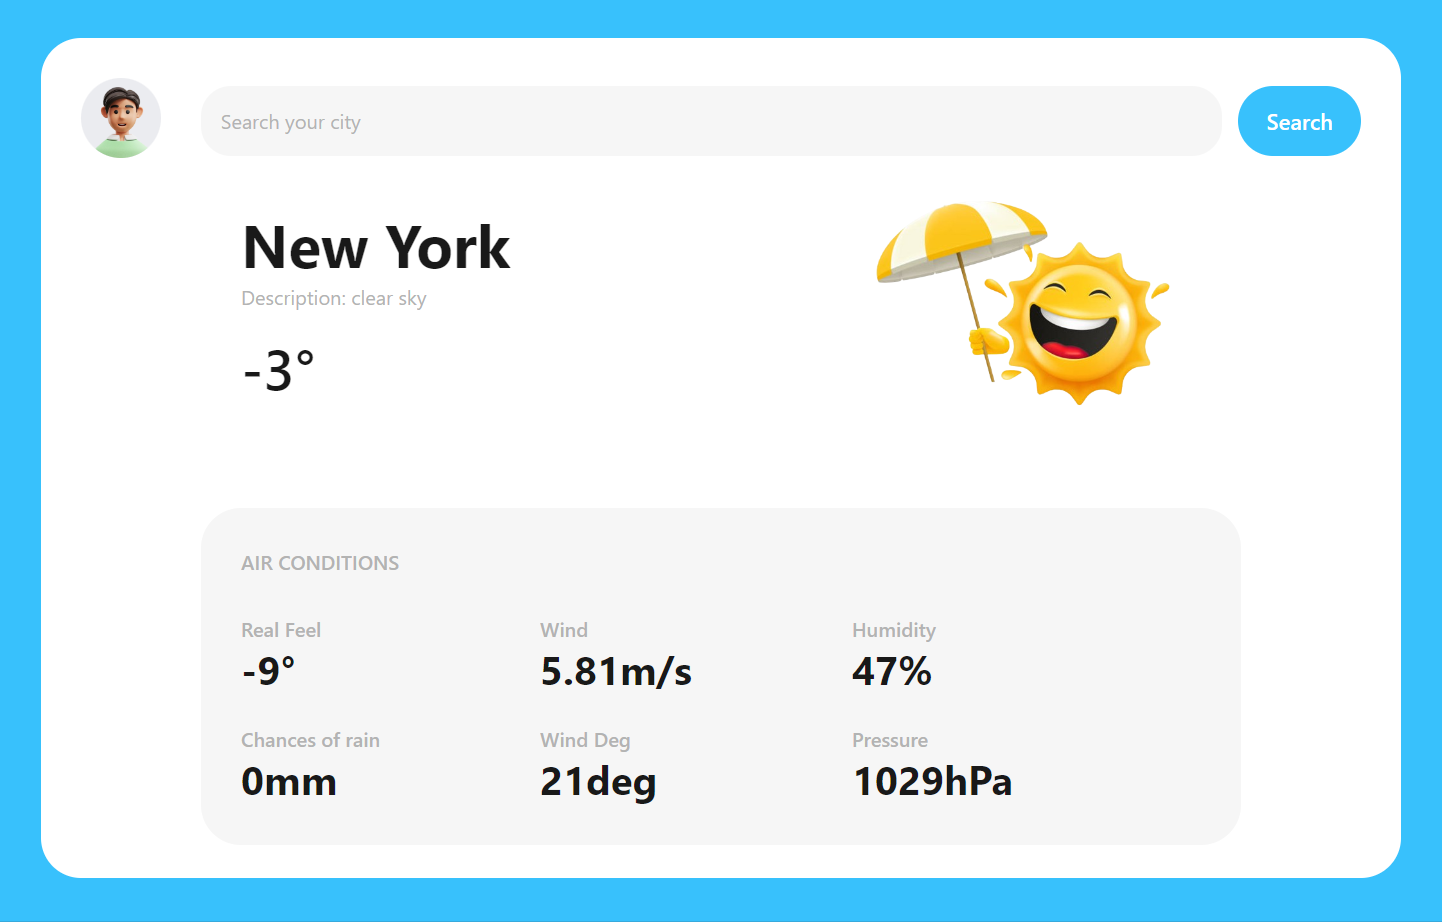 Search your city
Search
New York
Description: clear sky
-3°
AIR CONDITIONS
Real Feel
Wind
Humidity
-9°
5.81m/s
47%
Chances of rain
Wind Deg
Pressure
0mm
21deg
1029hPa